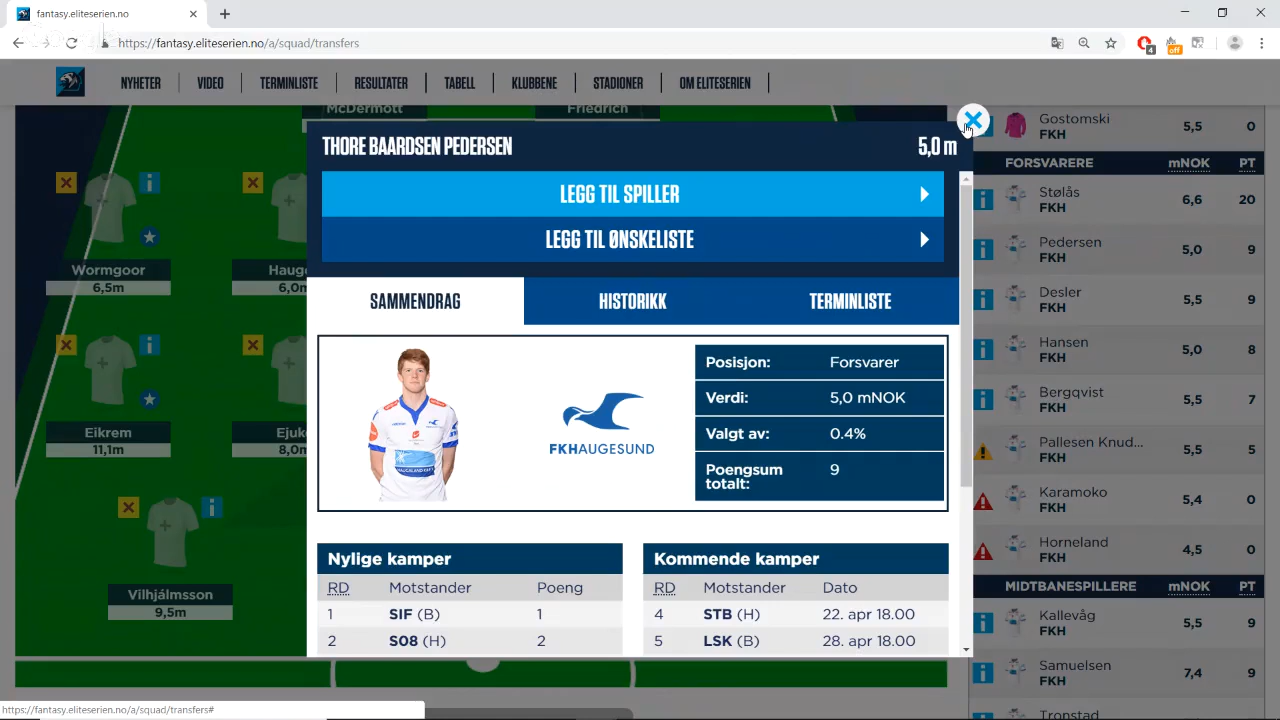 fantasy.eliteserien.no
https://fantasy.eliteserien.no/a/squad/transfers
4
off
NYHETER
VIDEO
TERMINLISTE
RESULTATER
TABELL
KLUBBENE
STADIONER
OM ELITESERIEN
McDermott
Friedrich
Wormgoor
6,5m
Haug
6,0m
Eikrem
11,1m
Ejuk
8,0m
Vilhjálmsson
9,5m
THORE BAARDSEN PEDERSEN
5,0 m
LEGG TIL SPILLER
LEGG TIL ØNSKELISTE
SAMMENDRAG
HISTORIKK
TERMINLISTE
FKHAUGESUND
Posisjon: Forsvarer
Verdi: 5,0 mNOK
Valgt av: 0.4%
Poengsum totalt: 9
Nylige kamper
RD Motstander Poeng
1 SIF (B) 1
2 S08 (H) 2
Kommende kamper
RD Motstander Dato
4 STB (H) 22. apr 18.00
5 LSK (B) 28. apr 18.00
Gostomski 5,5 0
FKH
FORSVARERE mNOK PT
Stølås 6,6 20
FKH
Pedersen 5,0 9
FKH
Desler 5,5 9
FKH
Hansen 5,0 8
FKH
Bergqvist 5,5 7
FKH
Pallesen Knud... 5,5 5
FKH
Karamoko 5,4 0
FKH
Horneland 4,5 0
FKH
MIDTBANESPILLERE mNOK PT
Kallevåg 5,5 9
FKH
Samuelsen 7,4 9
FKH
Tronstad
https://fantasy.eliteserien.no/a/squad/transfers#